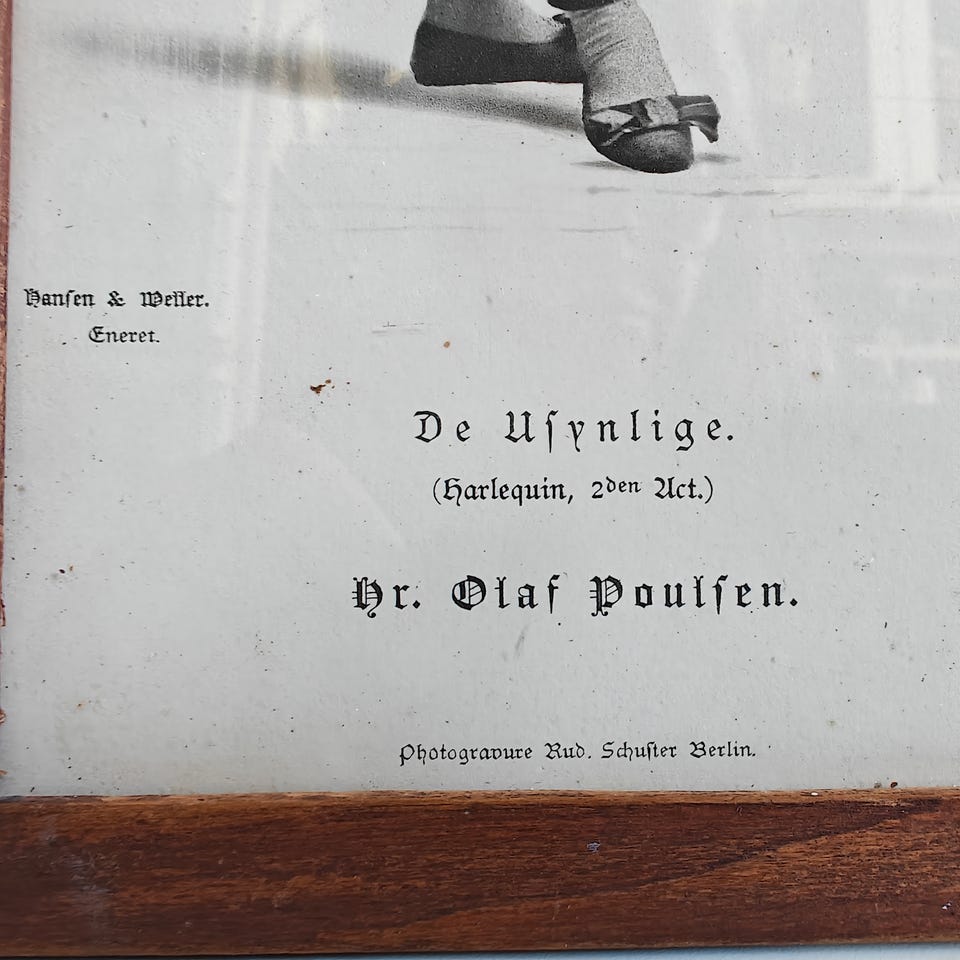 Hansen & Weller.
Eneret.
De Usynlige.
(Harlequin, 2den Act.)
Hr. Olaf Poulsen.
Photogravure Rud. Schuster Berlin.